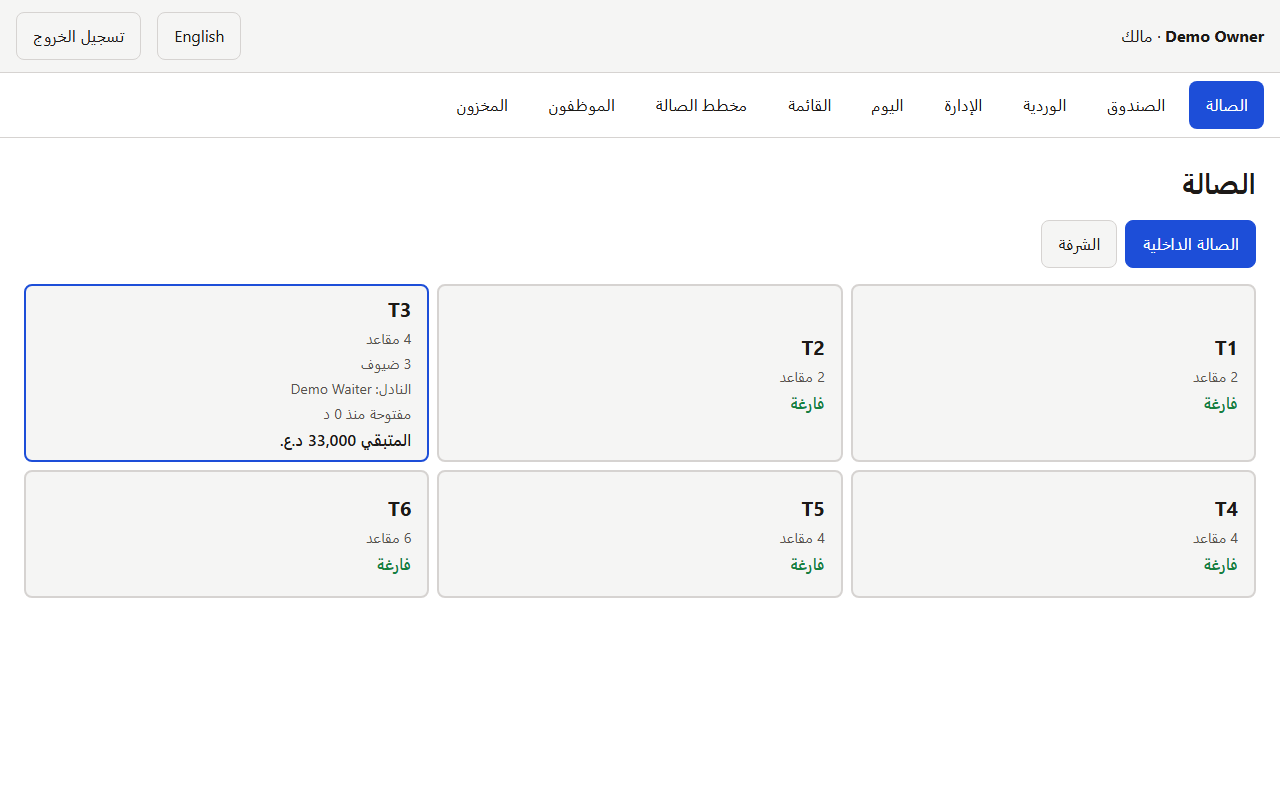 Demo Owner · مالك
English
تسجيل الخروج
الصالة
الصندوق
الوردية
الإدارة
اليوم
القائمة
مخطط الصالة
الموظفون
المخزون
الصالة
الصالة الداخلية
الشرفة
T1
2 مقاعد
فارغة
T2
2 مقاعد
فارغة
T3
4 مقاعد
3 ضيوف
النادل: Demo Waiter
مفتوحة منذ 0 د
المتبقي 33,000 د.ع.
T4
4 مقاعد
فارغة
T5
4 مقاعد
فارغة
T6
6 مقاعد
فارغة